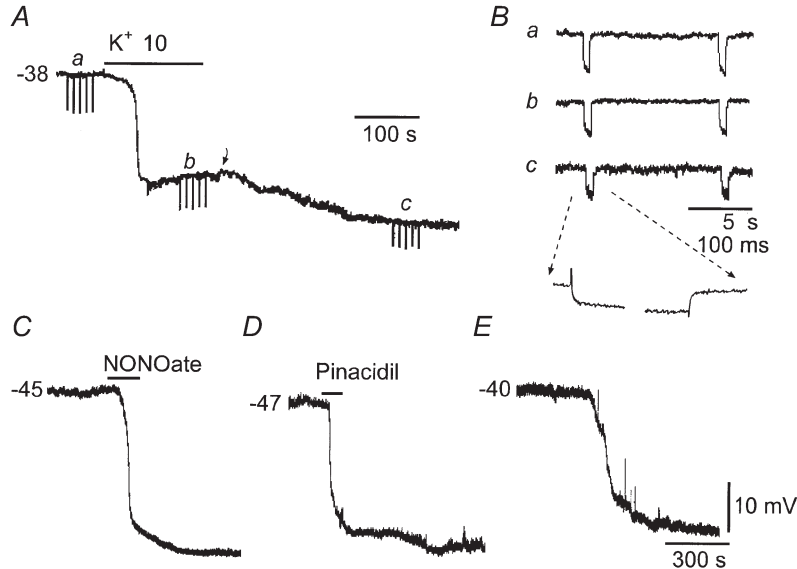 A
K+ 10
a
-38
b
c
100 s
B
a
b
c
5 s
100 ms
C
NONOate
-45
D
Pinacidil
-47
E
-40
10 mV
300 s